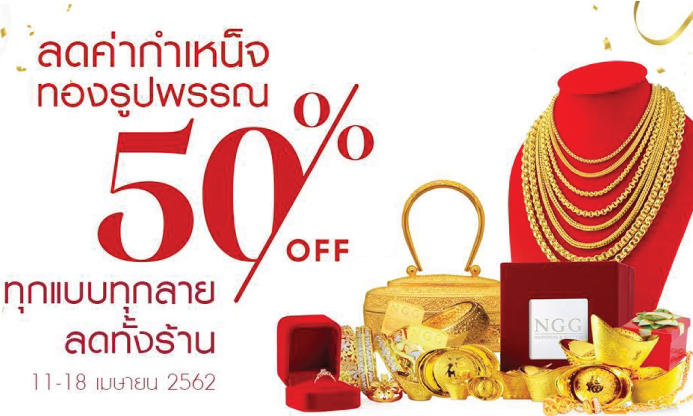 ลดค่ากำเหน็จ
ทองรูปพรรณ
50%
OFF
ทุกแบบทุกลาย
ลดทั้งร้าน
11-18 เมษายน 2562
NGG
NGG